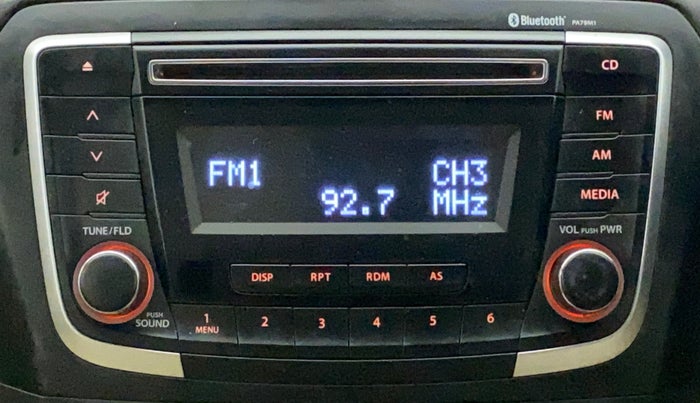 Bluetooth PA78M1
CD
FM
AM
MEDIA
FM1 CH3
92.7 MHz
TUNE/FLD
VOL PUSH PWR
DISP RPT RDM AS
PUSH
SOUND
1 2 3 4 5 6
MENU